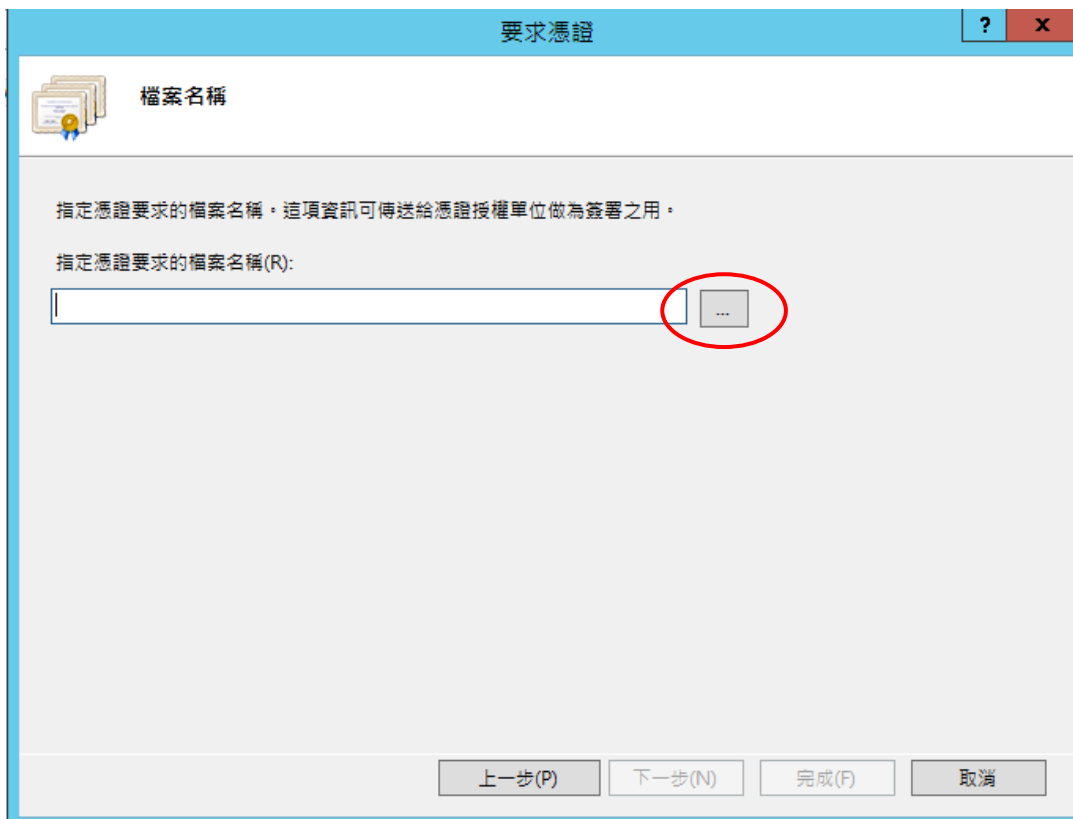 要求憑證
?
x
檔案名稱
指定憑證要求的檔案名稱。這項資訊可傳送給憑證授權單位做為簽署之用。
指定憑證要求的檔案名稱(R):
...
上一步(P)
下一步(N)
完成(F)
取消